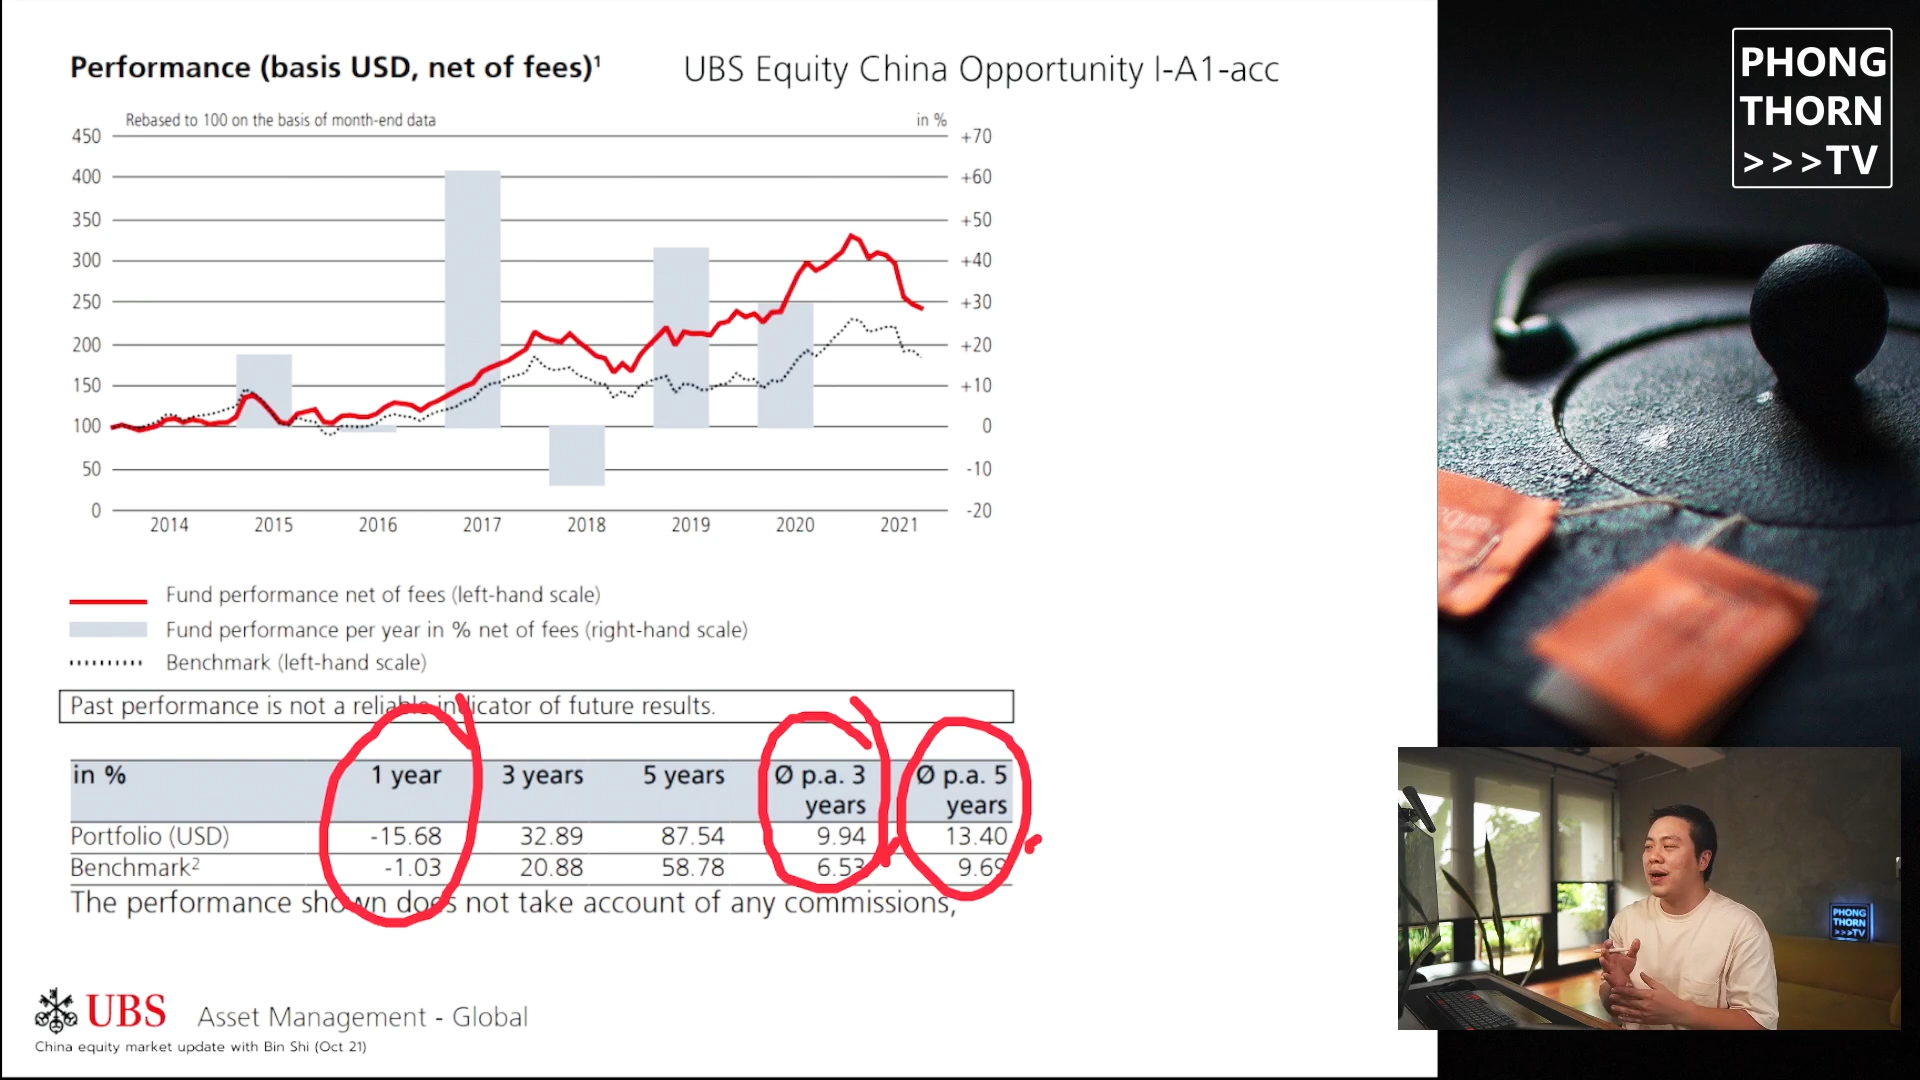 Performance (basis USD, net of fees)¹
UBS Equity China Opportunity I-A1-acc
Rebased to 100 on the basis of month-end data
in %
450 +70
400 +60
350 +50
300 +40
250 +30
200 +20
150 +10
100 0
50 -10
0 -20
2014 2015 2016 2017 2018 2019 2020 2021
Fund performance net of fees (left-hand scale)
Fund performance per year in % net of fees (right-hand scale)
Benchmark (left-hand scale)
Past performance is not a reliable indicator of future results.
in % 1 year 3 years 5 years Ø p.a. 3 years Ø p.a. 5 years
Portfolio (USD) -15.68 32.89 87.54 9.94 13.40
Benchmark² -1.03 20.88 58.78 6.53 9.69
The performance shown does not take account of any commissions,
UBS Asset Management - Global
China equity market update with Bin Shi (Oct 21)
PHONG
THORN
>>>TV
PHONG
THORN
>>>TV